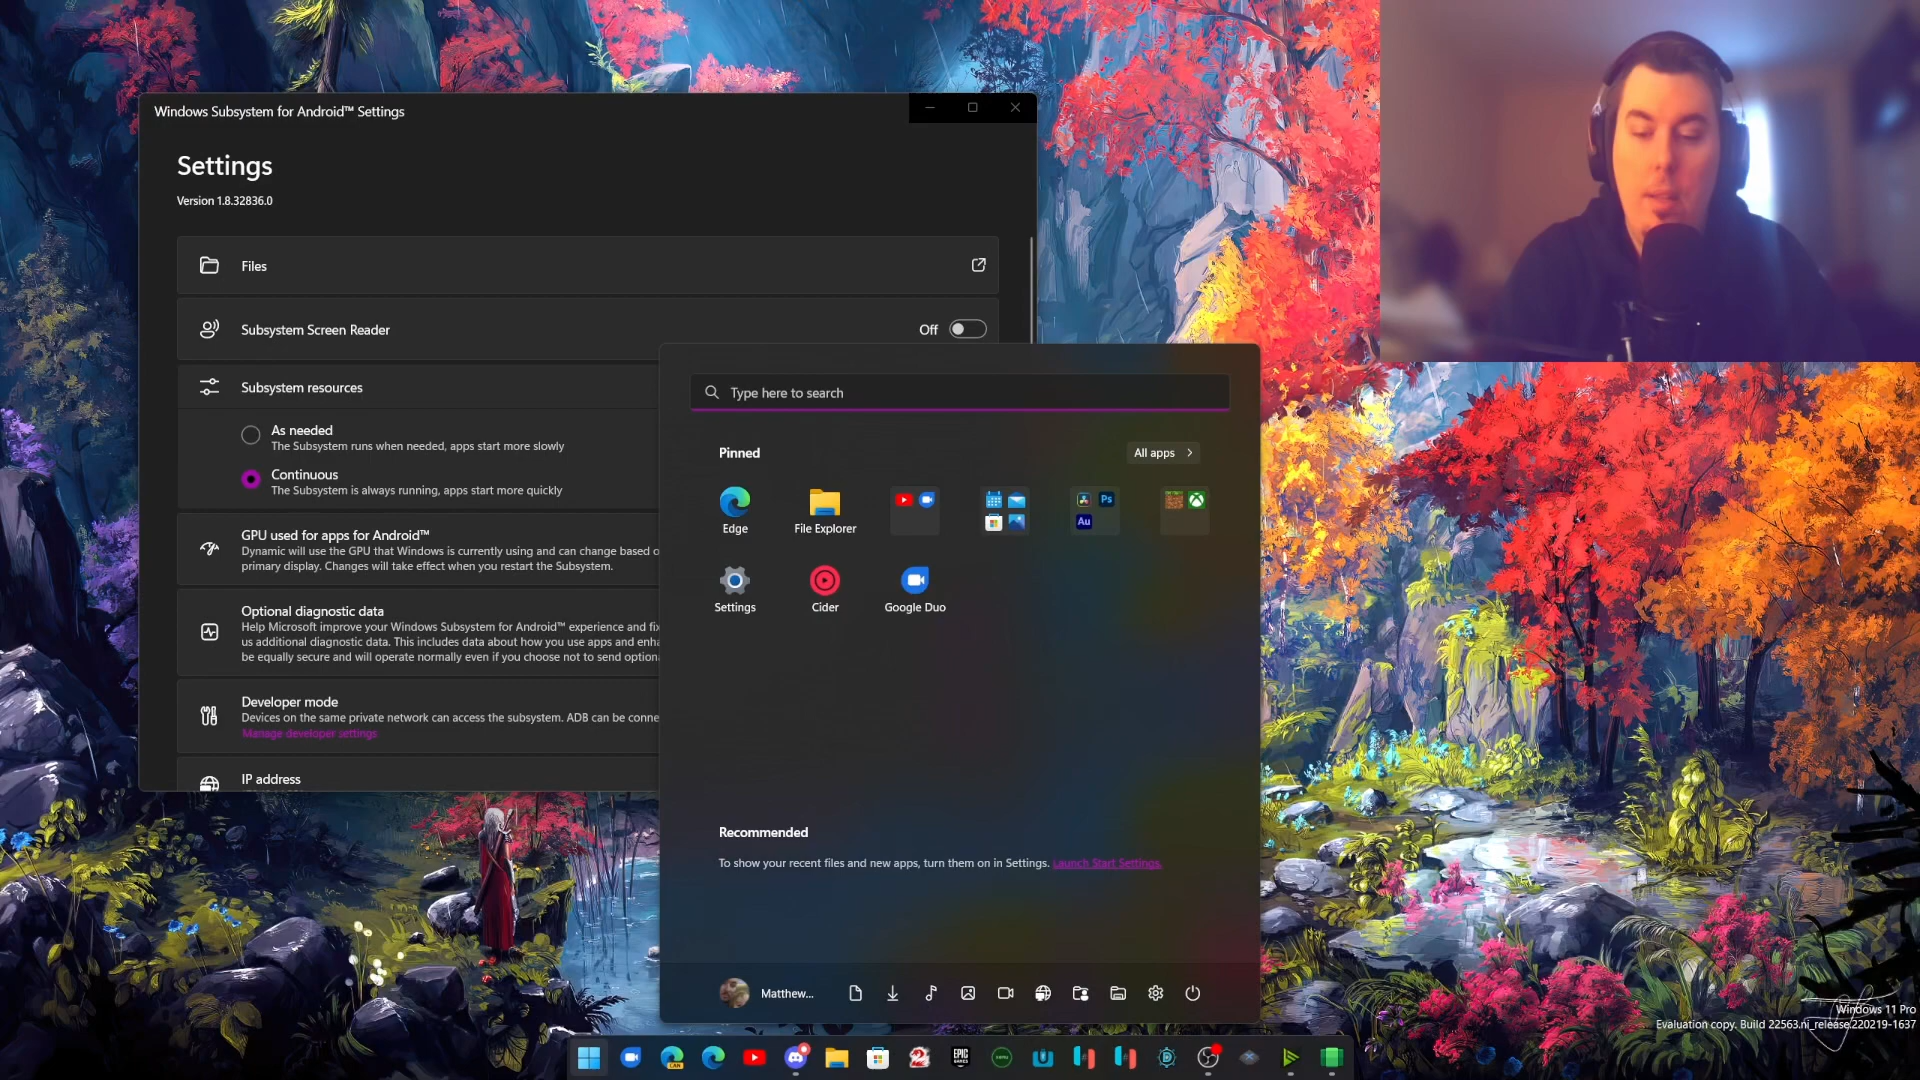 Windows Subsystem for Android™ Settings
Settings
Version 1.8.32836.0
Files
Subsystem Screen Reader
Off
Subsystem resources
As needed
The Subsystem runs when needed, apps start more slowly
Continuous
The Subsystem is always running, apps start more quickly
GPU used for apps for Android™
Dynamic will use the GPU that Windows is currently using and can change based o
primary display. Changes will take effect when you restart the Subsystem.
Optional diagnostic data
Help Microsoft improve your Windows Subsystem for Android™ experience and fix
us additional diagnostic data. This includes data about how you use apps and enha
be equally secure and will operate normally even if you choose not to send optiona
Developer mode
Devices on the same private network can access the subsystem. ADB can be conne
Manage developer settings
IP address
Type here to search
Pinned
All apps
Edge
File Explorer
Ps
Au
Settings
Cider
Google Duo
Recommended
To show your recent files and new apps, turn them on in Settings. Launch Start Settings.
Matthew...
CAN
EPIC
GAMES
Windows 11 Pro
Evaluation copy. Build 22563.ni_release.220219-1637